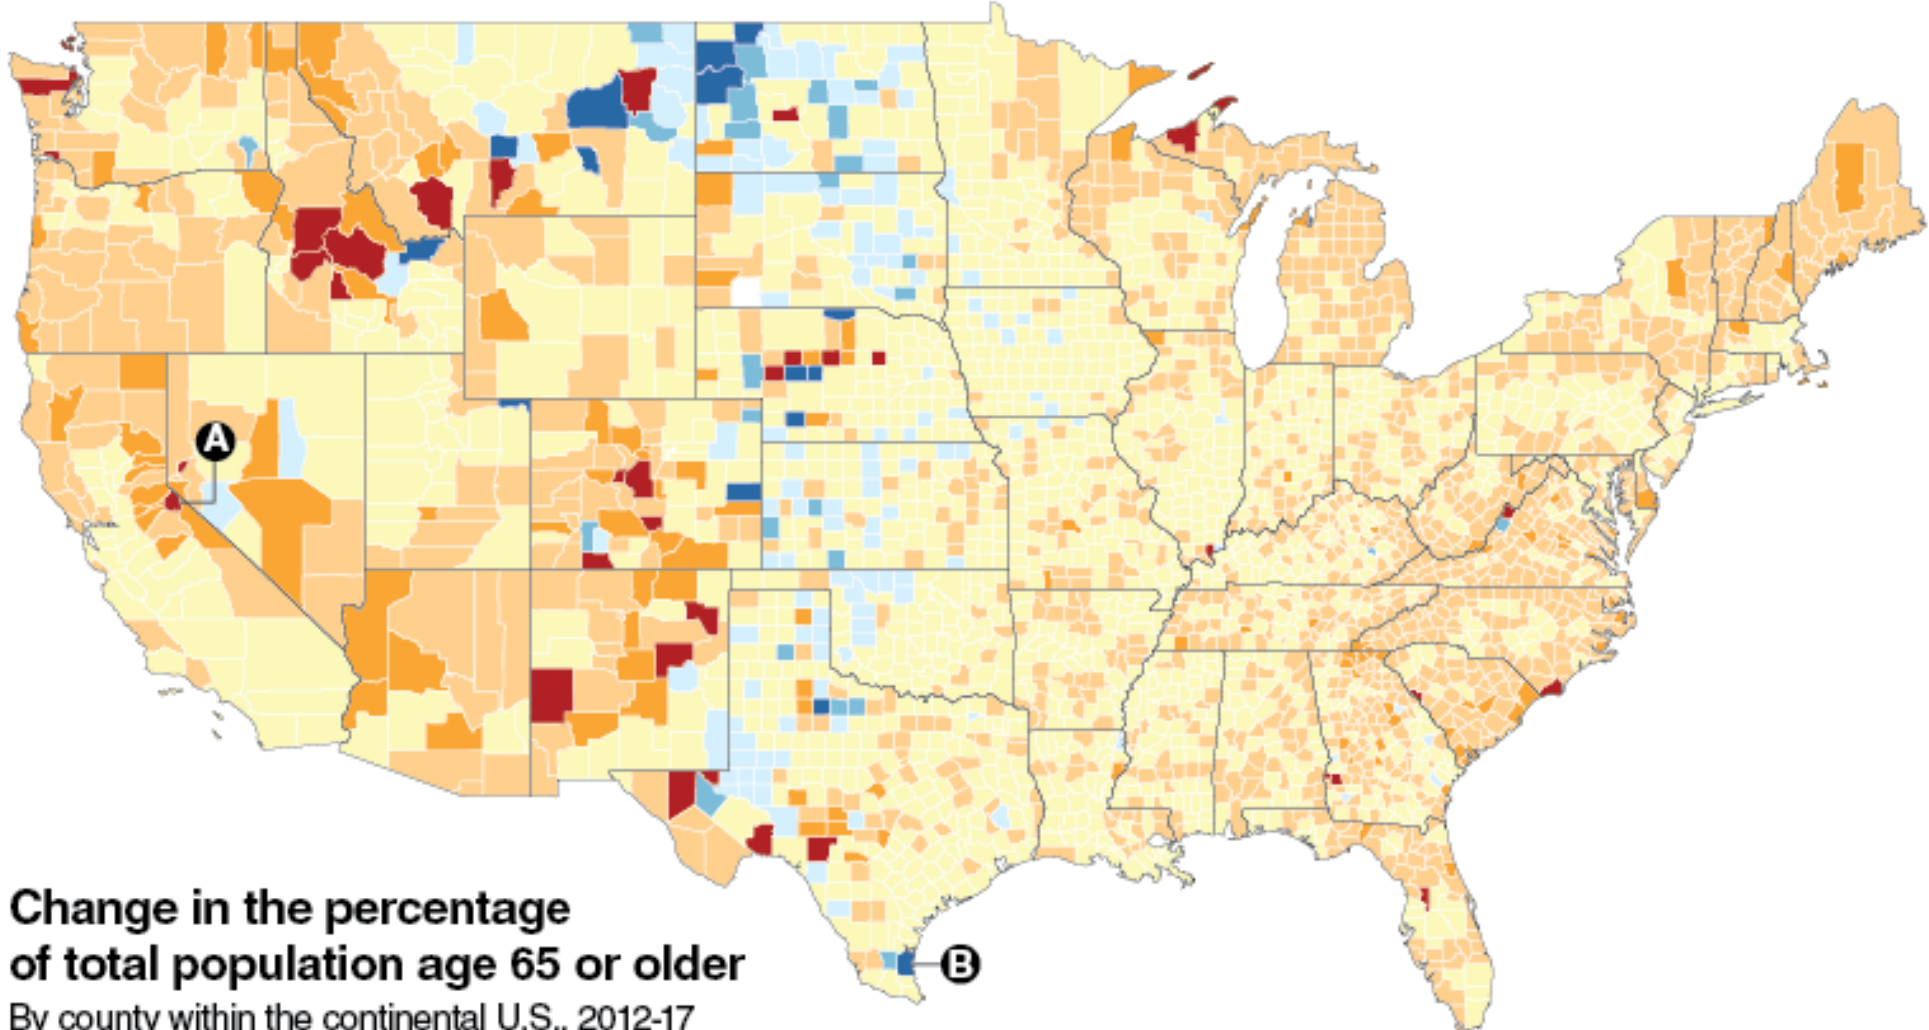 A
B
Change in the percentage
of total population age 65 or older
By county within the continental U.S., 2012-17